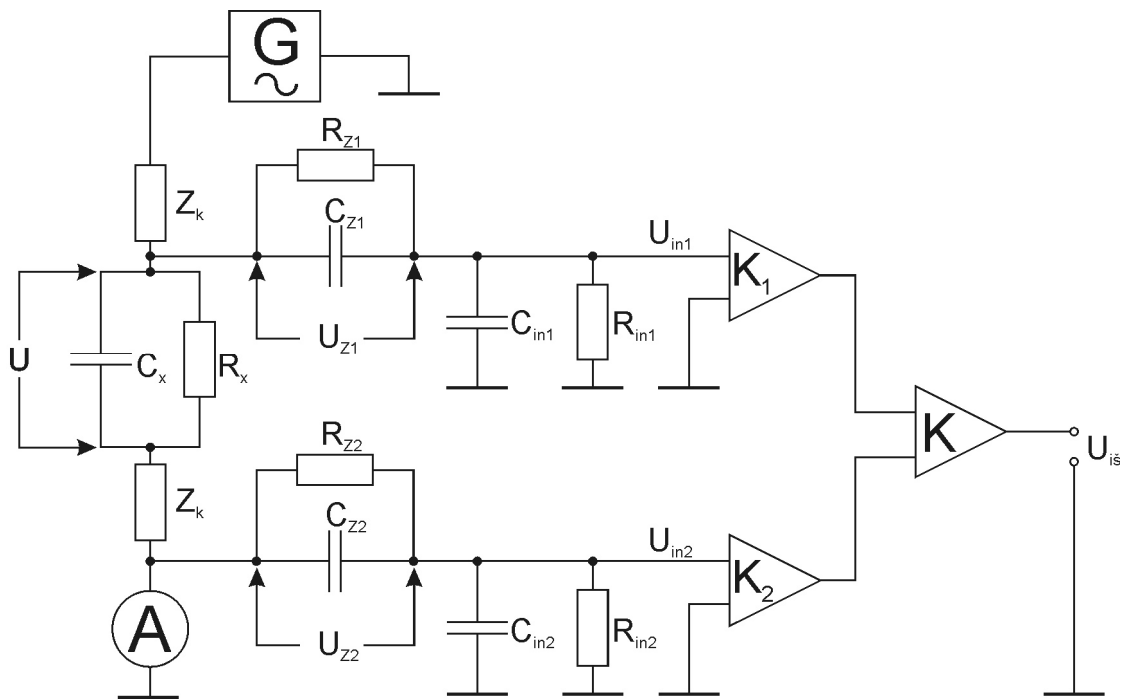 G
R_Z1
Z_k
C_Z1
U_in1
K_1
U_Z1
C_in1
R_in1
U
C_x
R_x
K
U_iš
R_Z2
Z_k
C_Z2
U_in2
K_2
A
U_Z2
C_in2
R_in2